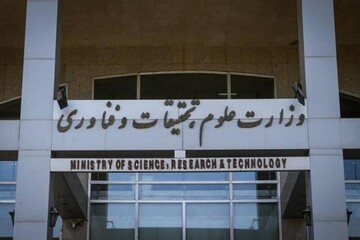 وزارت علوم، تحقیقات و فناوری
MINISTRY OF SCIENCE, RESEARCH & TECHNOLOGY